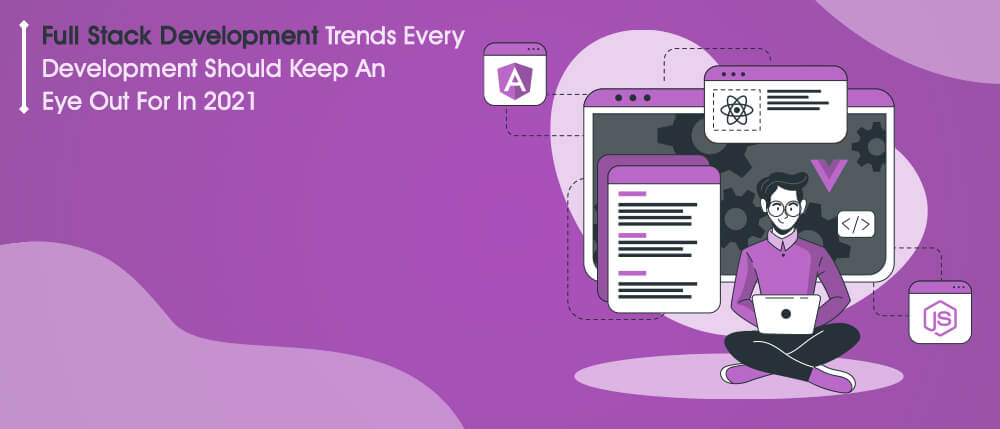 Full Stack Development Trends Every
Development Should Keep An
Eye Out For In 2021
A
</>
JS